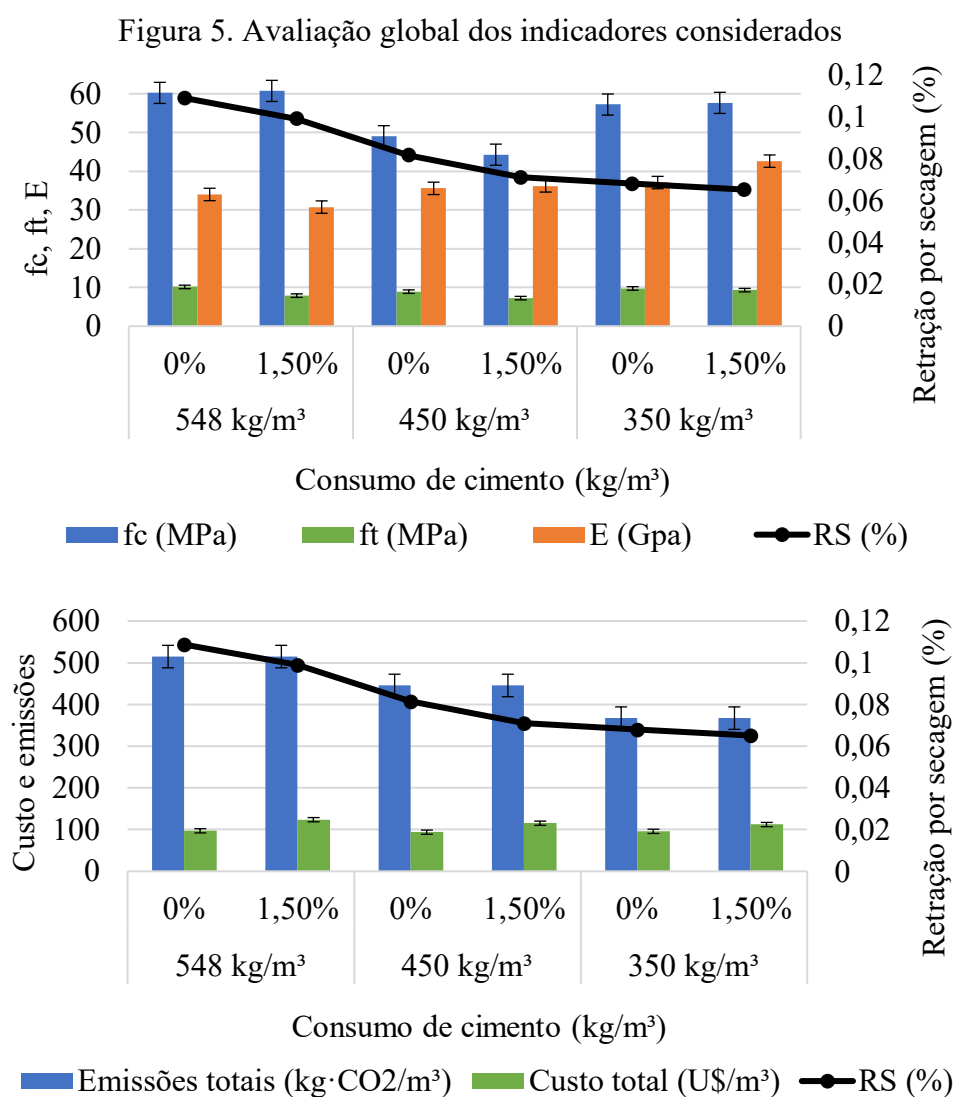 Figura 5. Avaliação global dos indicadores considerados
fc, ft, E
60
50
40
30
20
10
0
0,12
0,1
0,08
0,06
0,04
0,02
0
Retração por secagem (%)
0% 1,50% 0% 1,50% 0% 1,50%
548 kg/m³ 450 kg/m³ 350 kg/m³
Consumo de cimento (kg/m³)
fc (MPa) ft (MPa) E (Gpa) RS (%)
Custo e emissões
600
500
400
300
200
100
0
0,12
0,1
0,08
0,06
0,04
0,02
0
Retração por secagem (%)
0% 1,50% 0% 1,50% 0% 1,50%
548 kg/m³ 450 kg/m³ 350 kg/m³
Consumo de cimento (kg/m³)
Emissões totais (kg·CO2/m³) Custo total (U$/m³) RS (%)